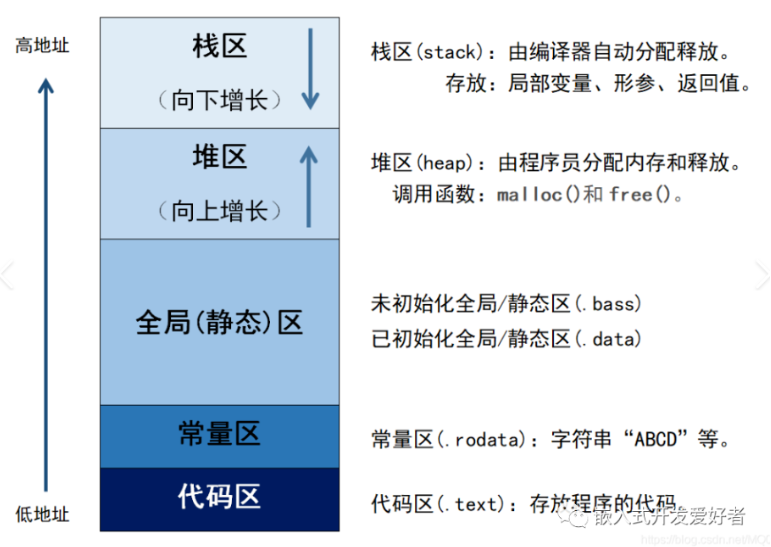 高地址
栈区
(向下增长)
栈区(stack): 由编译器自动分配释放。
存放: 局部变量、形参、返回值。
堆区
(向上增长)
堆区(heap): 由程序员分配内存和释放。
调用函数: malloc()和 free()。
全局(静态)区
未初始化全局/静态区(.bass)
已初始化全局/静态区(.data)
常量区
常量区(.rodata): 字符串“ABCD”等。
低地址
代码区
代码区(.text): 存放程序的代码
嵌入式开发爱好者
https://blog.csdn.net/MQ0